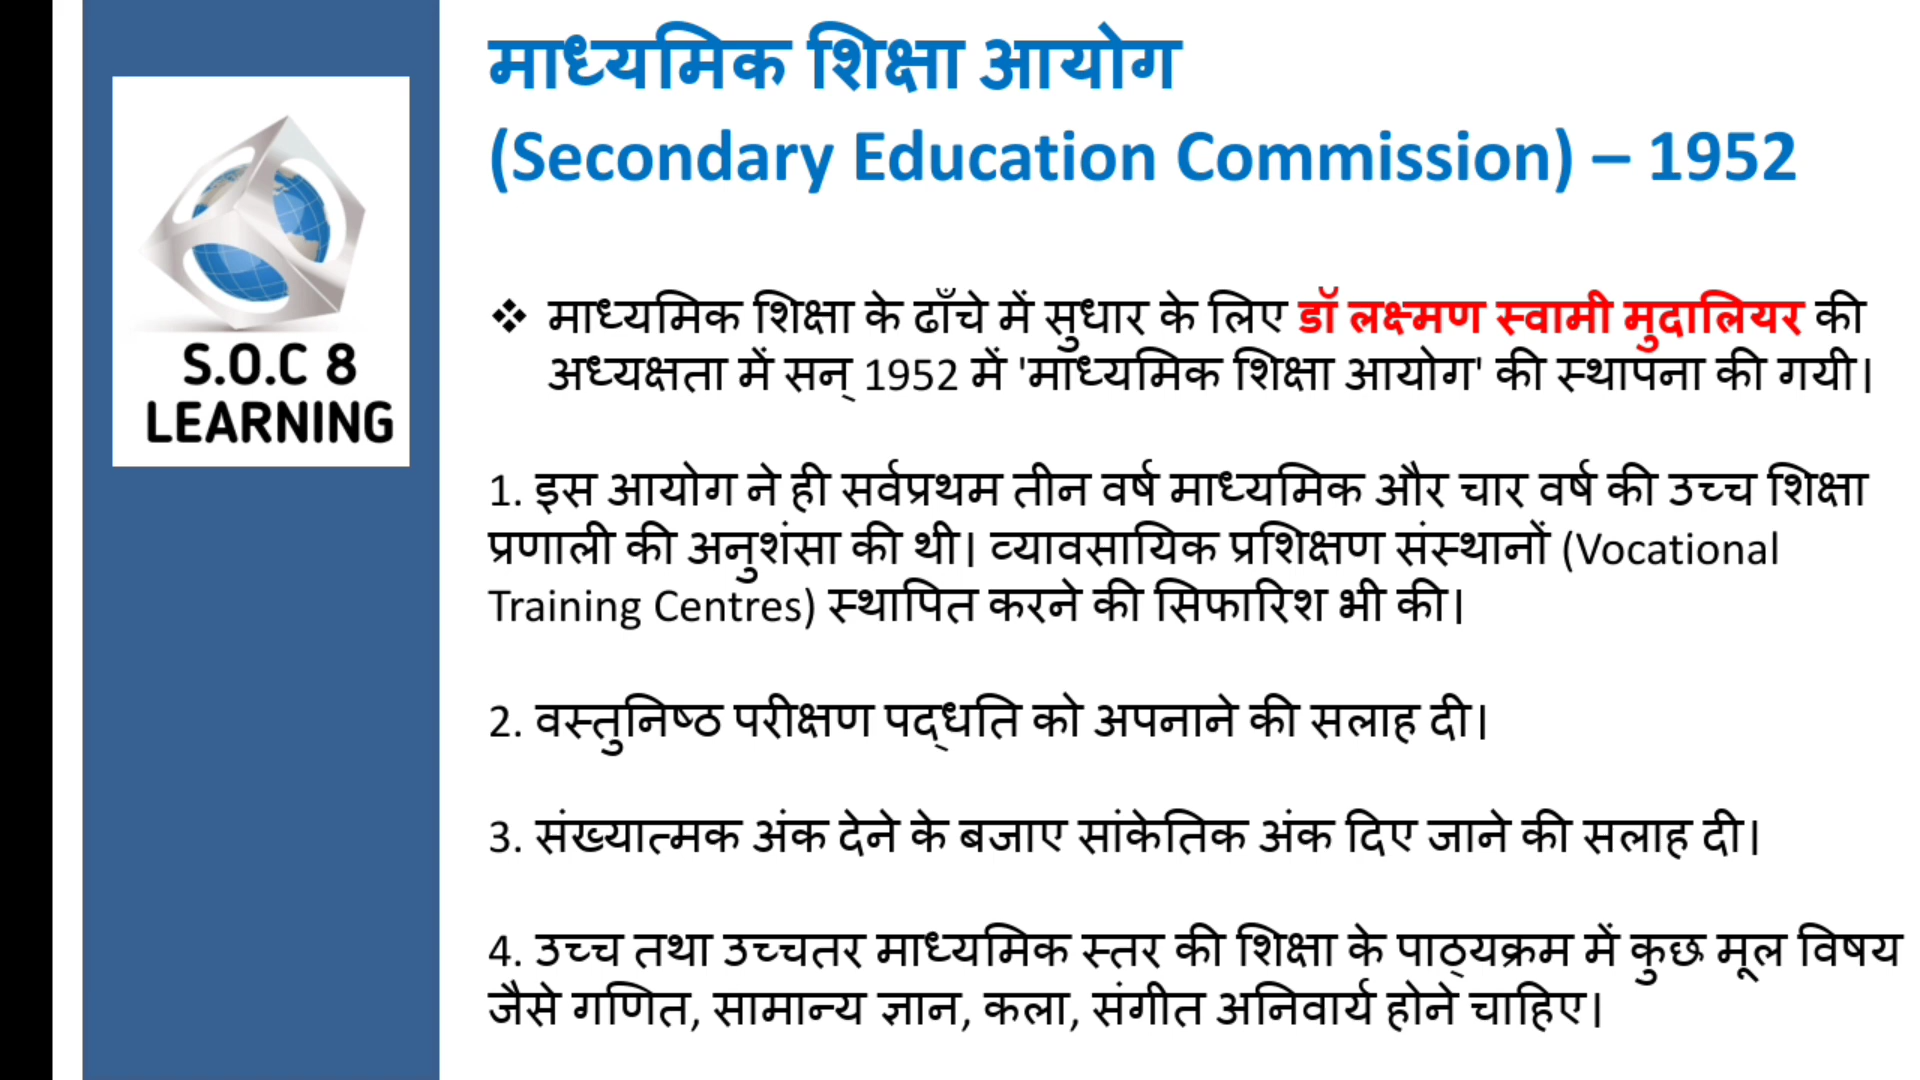 S.O.C 8
LEARNING
माध्यमिक शिक्षा आयोग
(Secondary Education Commission) – 1952
❖ माध्यमिक शिक्षा के ढाँचे में सुधार के लिए डॉ लक्ष्मण स्वामी मुदालियर की
अध्यक्षता में सन् 1952 में 'माध्यमिक शिक्षा आयोग' की स्थापना की गयी।
1. इस आयोग ने ही सर्वप्रथम तीन वर्ष माध्यमिक और चार वर्ष की उच्च शिक्षा
प्रणाली की अनुशंसा की थी। व्यावसायिक प्रशिक्षण संस्थानों (Vocational
Training Centres) स्थापित करने की सिफारिश भी की।
2. वस्तुनिष्ठ परीक्षण पद्धति को अपनाने की सलाह दी।
3. संख्यात्मक अंक देने के बजाए सांकेतिक अंक दिए जाने की सलाह दी।
4. उच्च तथा उच्चतर माध्यमिक स्तर की शिक्षा के पाठ्यक्रम में कुछ मूल विषय
जैसे गणित, सामान्य ज्ञान, कला, संगीत अनिवार्य होने चाहिए।